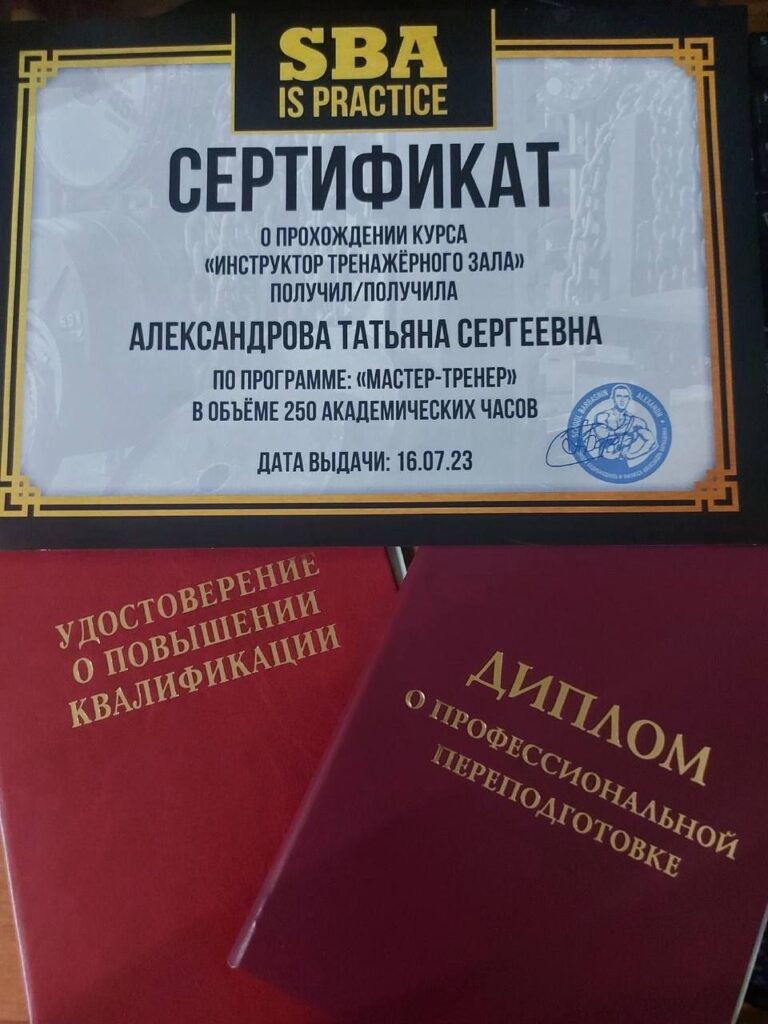 SBA
IS PRACTICE
СЕРТИФИКАТ
О ПРОХОЖДЕНИИ КУРСА
«ИНСТРУКТОР ТРЕНАЖЁРНОГО ЗАЛА»
ПОЛУЧИЛ/ПОЛУЧИЛА
АЛЕКСАНДРОВА ТАТЬЯНА СЕРГЕЕВНА
ПО ПРОГРАММЕ: «МАСТЕР-ТРЕНЕР»
В ОБЪЁМЕ 250 АКАДЕМИЧЕСКИХ ЧАСОВ
ДАТА ВЫДАЧИ: 16.07.23
УДОСТОВЕРЕНИЕ
О ПОВЫШЕНИИ
КВАЛИФИКАЦИИ
ДИПЛОМ
О ПРОФЕССИОНАЛЬНОЙ
ПЕРЕПОДГОТОВКЕ